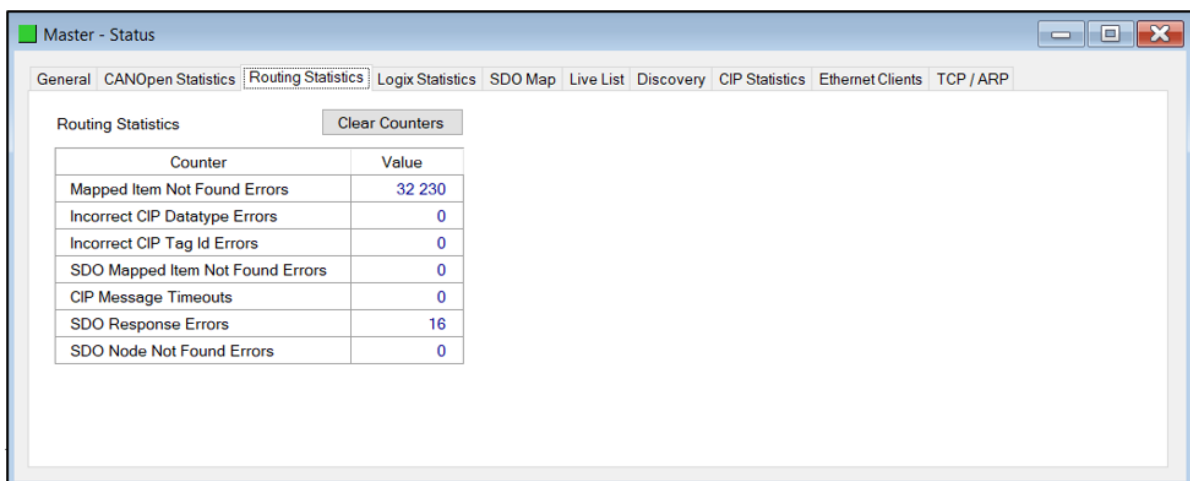 Master - Status
General CANOpen Statistics Routing Statistics Logix Statistics SDO Map Live List Discovery CIP Statistics Ethernet Clients TCP / ARP
Routing Statistics Clear Counters
Counter Value
Mapped Item Not Found Errors 32 230
Incorrect CIP Datatype Errors 0
Incorrect CIP Tag Id Errors 0
SDO Mapped Item Not Found Errors 0
CIP Message Timeouts 0
SDO Response Errors 16
SDO Node Not Found Errors 0